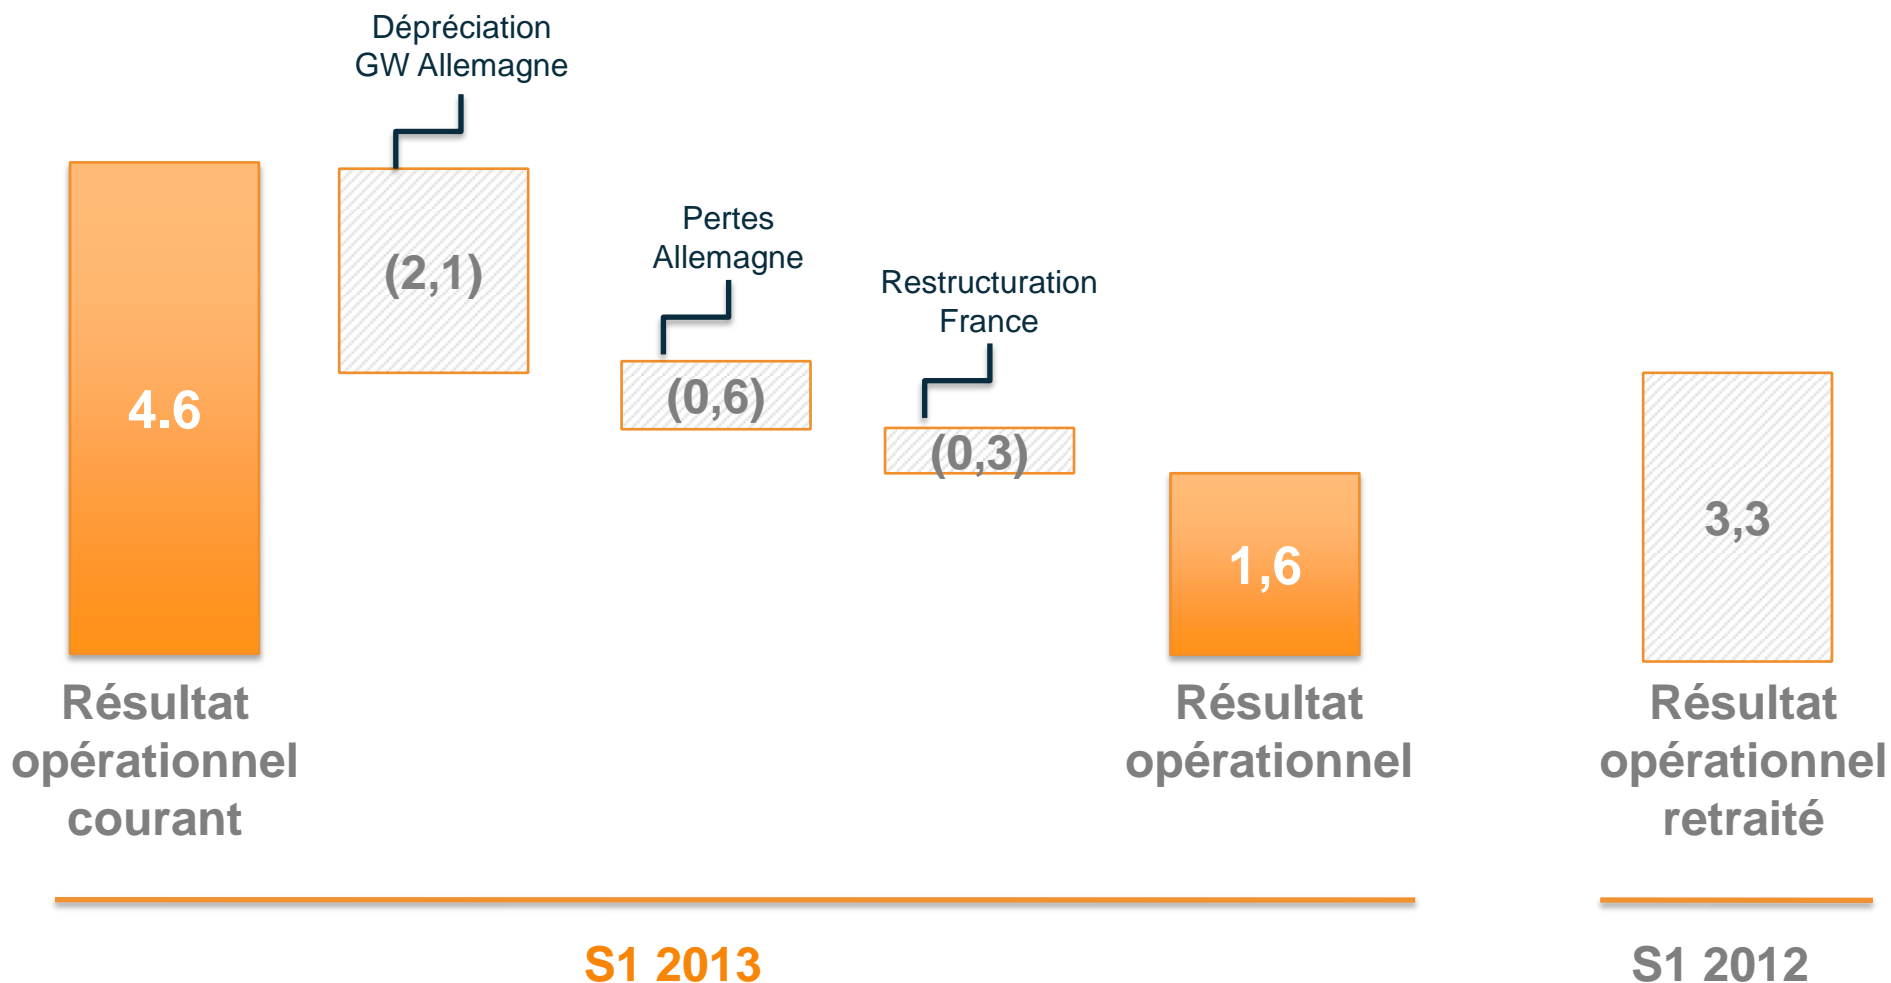 Dépréciation
GW Allemagne
(2,1)
Pertes
Allemagne
(0,6)
Restructuration
France
(0,3)
4.6
1,6
3,3
Résultat
opérationnel
courant
Résultat
opérationnel
Résultat
opérationnel
retraité
S1 2013
S1 2012